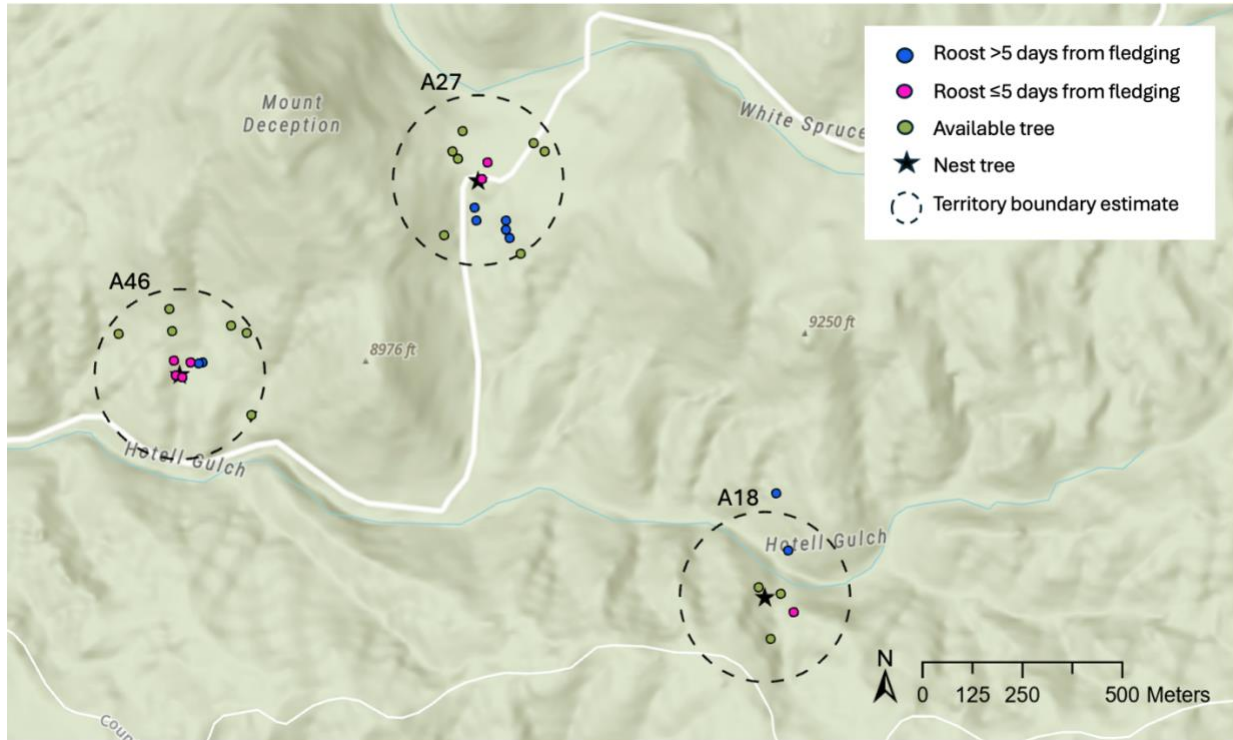 Roost >5 days from fledging
Roost ≤5 days from fledging
Available tree
Nest tree
Territory boundary estimate
A27
Mount
Deception
White Spruce
A46
8976 ft
9250 ft
Hotell Gulch
A18
Hotell Gulch
N
0 125 250 500 Meters
Coun